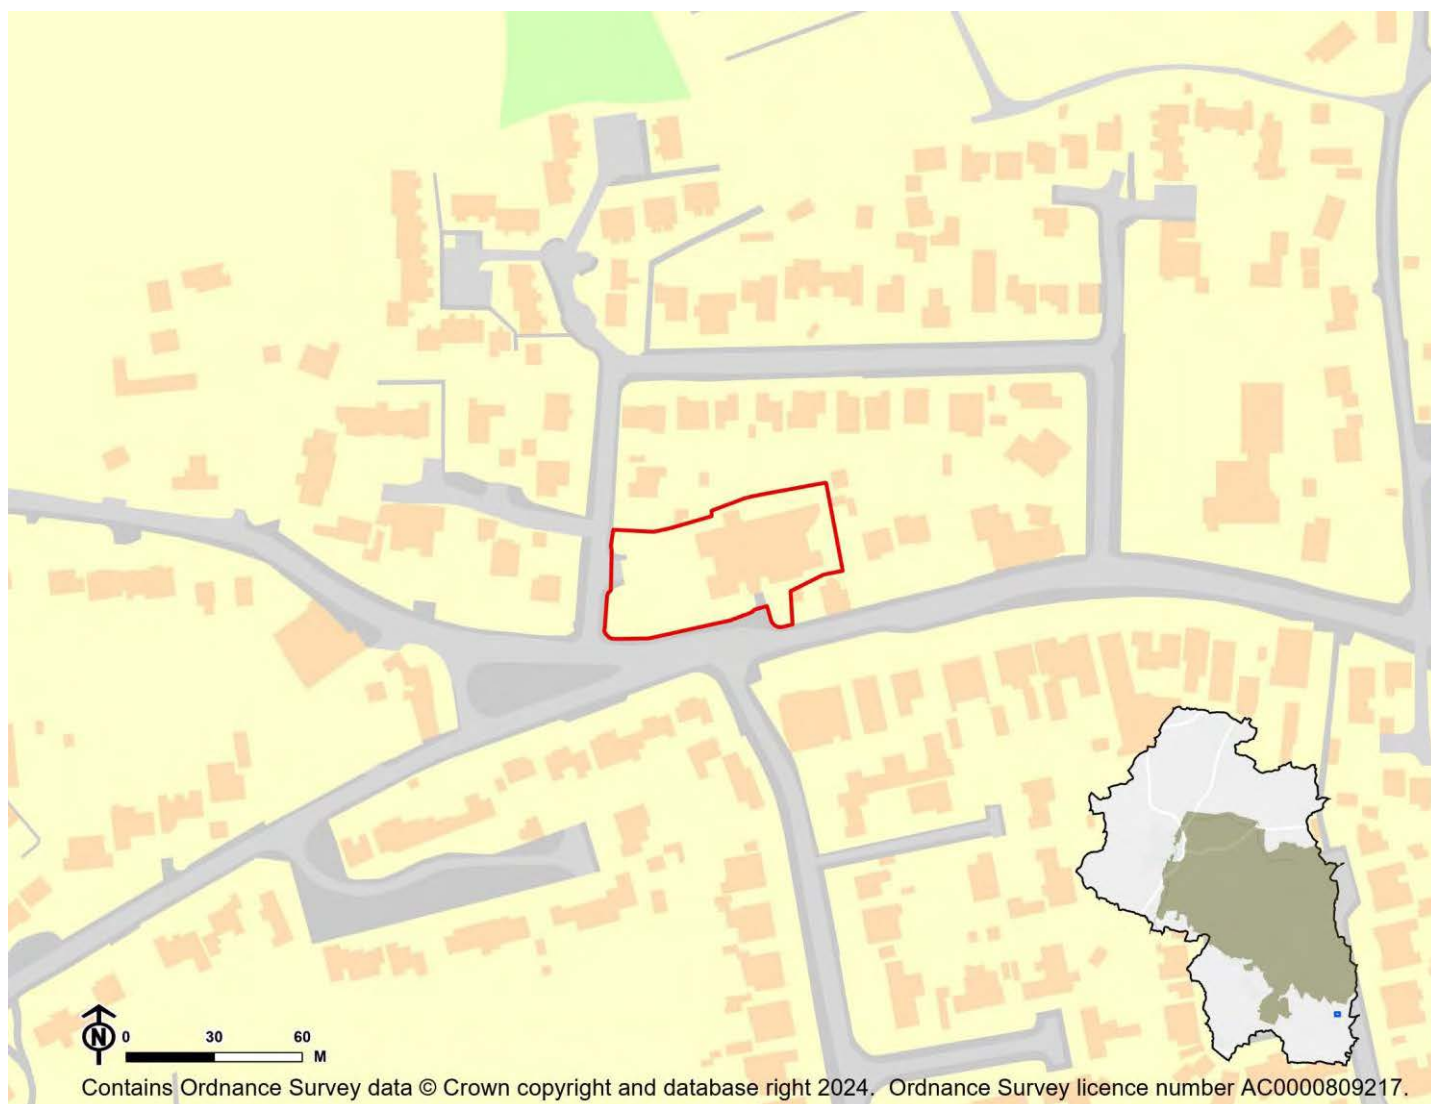 N
0 30 60
M
Contains Ordnance Survey data © Crown copyright and database right 2024. Ordnance Survey licence number AC0000809217.